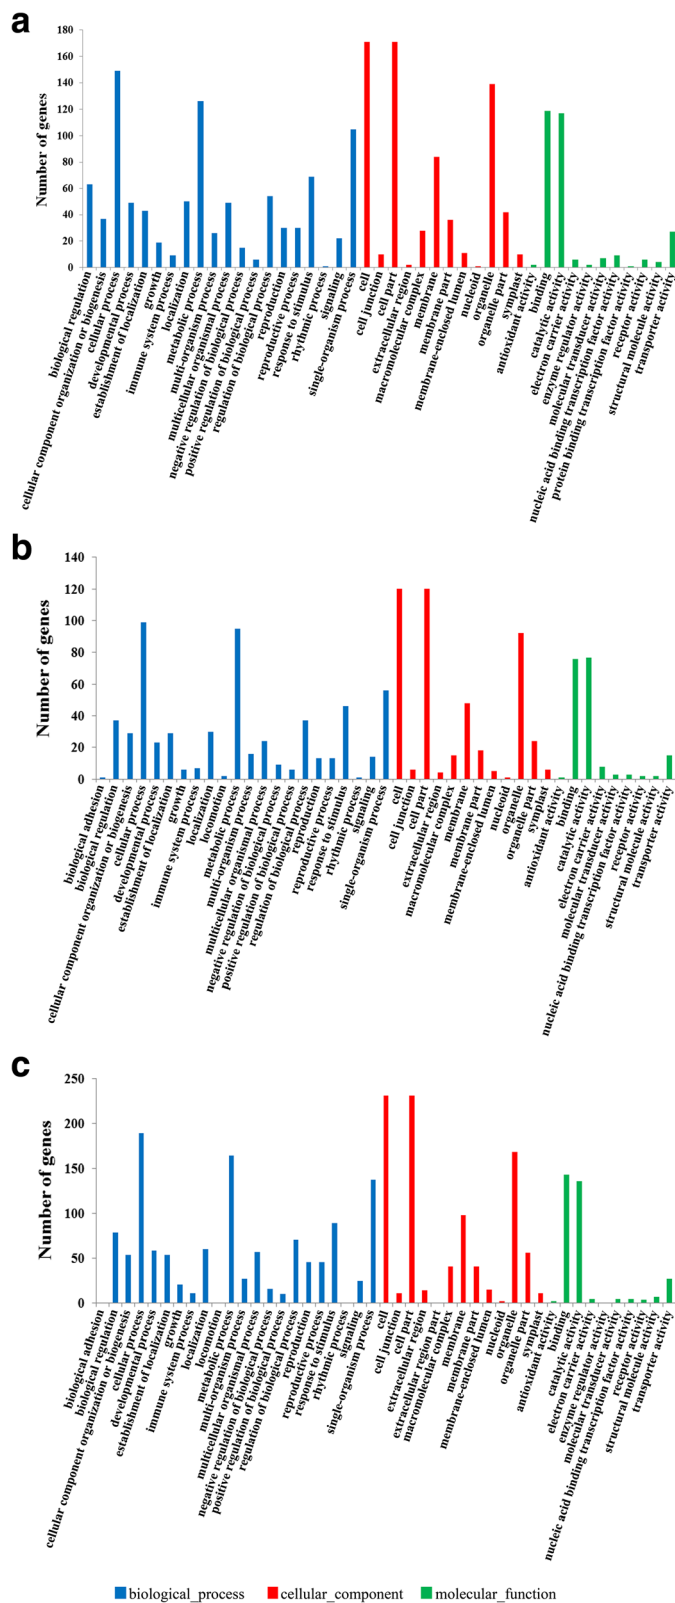 a
Number of genes
180
160
140
120
100
80
60
40
20
0
biological regulation
cellular component organization or biogenesis
cellular process
developmental process
establishment of localization
growth
immune system process
localization
metabolic process
multi-organism process
multicellular organismal process
negative regulation of biological process
positive regulation of biological process
regulation of biological process
reproduction
reproductive process
response to stimulus
rhythmic process
signaling
single-organism process
cell
cell junction
cell part
extracellular region
macromolecular complex
membrane
membrane part
membrane-enclosed lumen
nucleoid
organelle
organelle part
symplast
antioxidant activity
binding
catalytic activity
electron carrier activity
enzyme regulator activity
molecular transducer activity
nucleic acid binding transcription factor activity
protein binding transcription factor activity
receptor activity
structural molecule activity
transporter activity
b
Number of genes
140
120
100
80
60
40
20
0
biological adhesion
biological regulation
cellular component organization or biogenesis
cellular process
developmental process
establishment of localization
growth
immune system process
localization
locomotion
metabolic process
multi-organism process
multicellular organismal process
negative regulation of biological process
positive regulation of biological process
regulation of biological process
reproduction
reproductive process
response to stimulus
rhythmic process
signaling
single-organism process
cell
cell junction
cell part
extracellular region
macromolecular complex
membrane
membrane part
membrane-enclosed lumen
nucleoid
organelle
organelle part
symplast
antioxidant activity
binding
catalytic activity
electron carrier activity
molecular transducer activity
nucleic acid binding transcription factor activity
receptor activity
structural molecule activity
transporter activity
c
Number of genes
250
200
150
100
50
0
biological adhesion
biological regulation
cellular component organization or biogenesis
cellular process
developmental process
establishment of localization
growth
immune system process
localization
locomotion
metabolic process
multi-organism process
multicellular organismal process
negative regulation of biological process
positive regulation of biological process
regulation of biological process
reproduction
reproductive process
response to stimulus
rhythmic process
signaling
single-organism process
cell
cell junction
cell part
extracellular region
extracellular region part
macromolecular complex
membrane
membrane part
membrane-enclosed lumen
nucleoid
organelle
organelle part
symplast
antioxidant activity
binding
catalytic activity
electron carrier activity
enzyme regulator activity
molecular transducer activity
nucleic acid binding transcription factor activity
receptor activity
structural molecule activity
transporter activity
biological_process
cellular_component
molecular_function